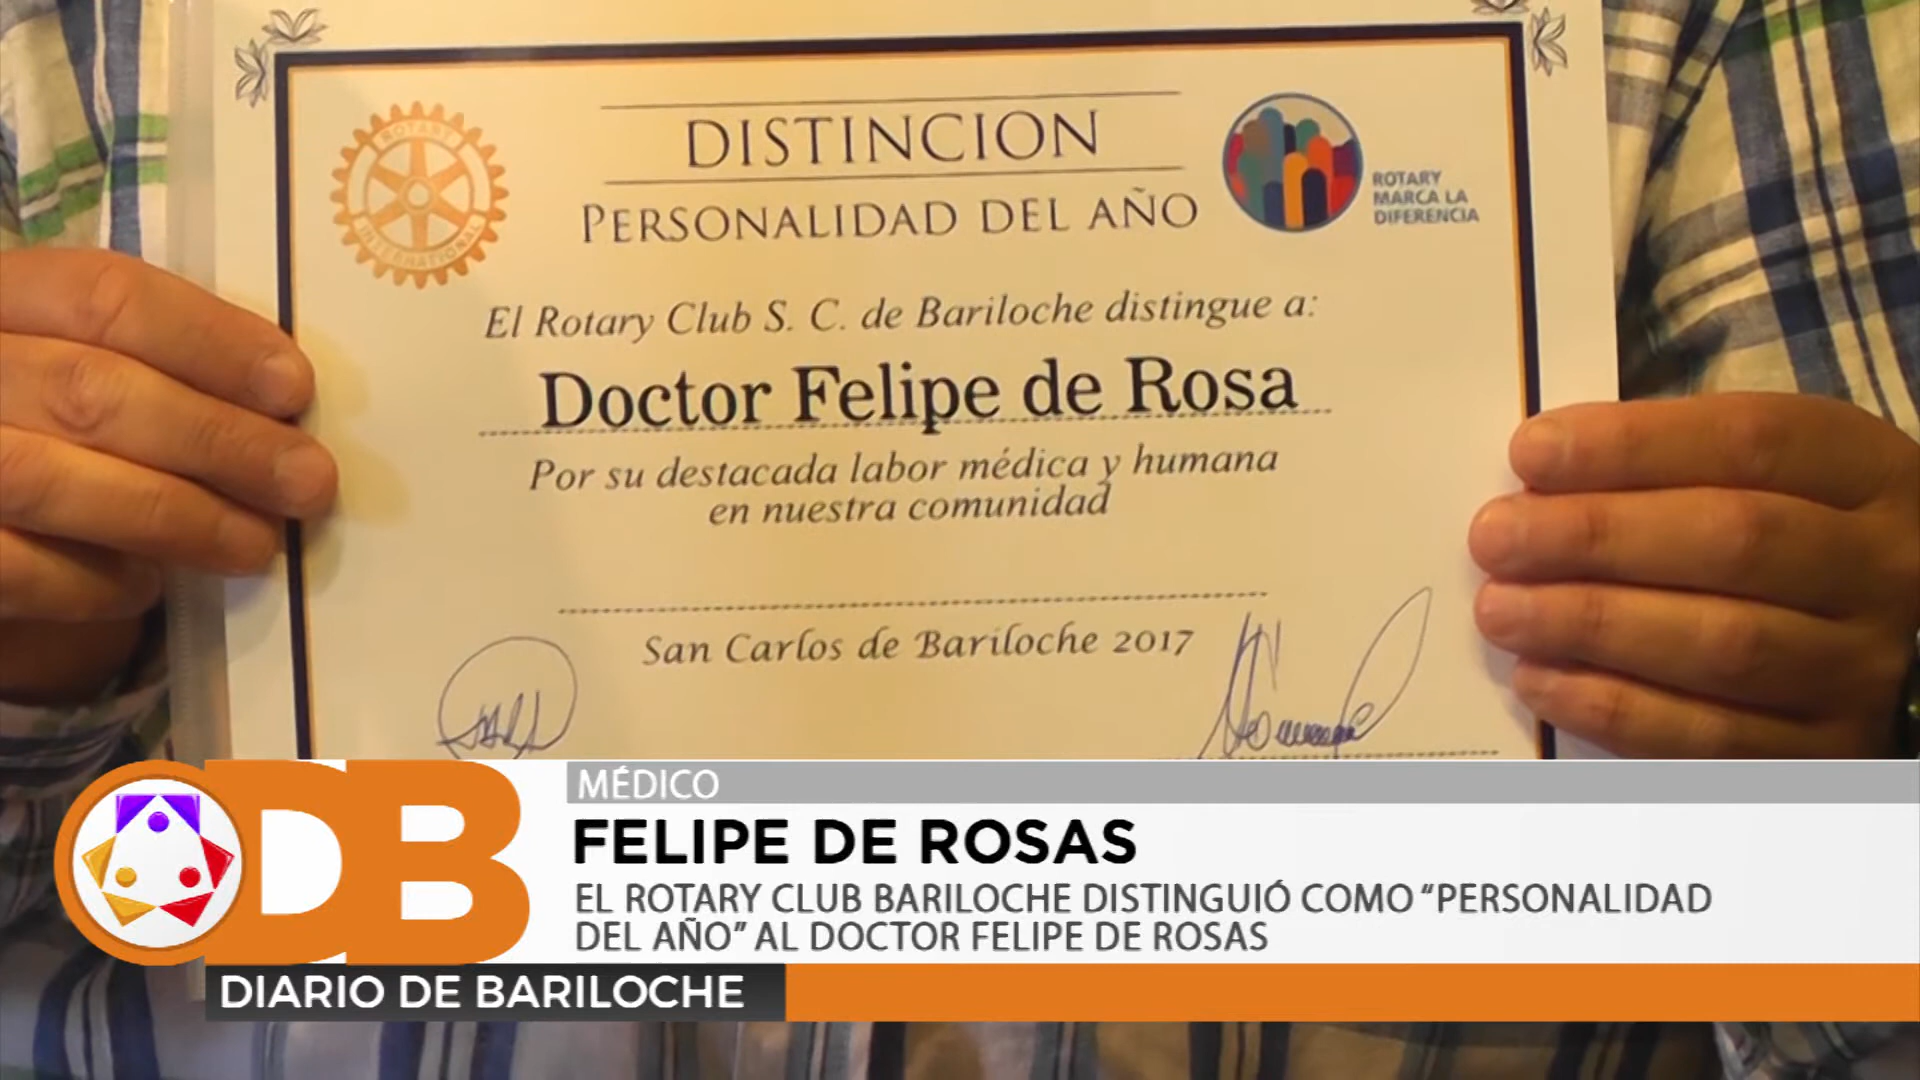 ROTARY
INTERNATIONAL
DISTINCION
PERSONALIDAD DEL AÑO
ROTARY
MARCA LA
DIFERENCIA
El Rotary Club S. C. de Bariloche distingue a:
Doctor Felipe de Rosa
Por su destacada labor médica y humana
en nuestra comunidad
San Carlos de Bariloche 2017
MÉDICO
FELIPE DE ROSAS
EL ROTARY CLUB BARILOCHE DISTINGUIÓ COMO “PERSONALIDAD
DEL AÑO” AL DOCTOR FELIPE DE ROSAS
DB
DIARIO DE BARILOCHE